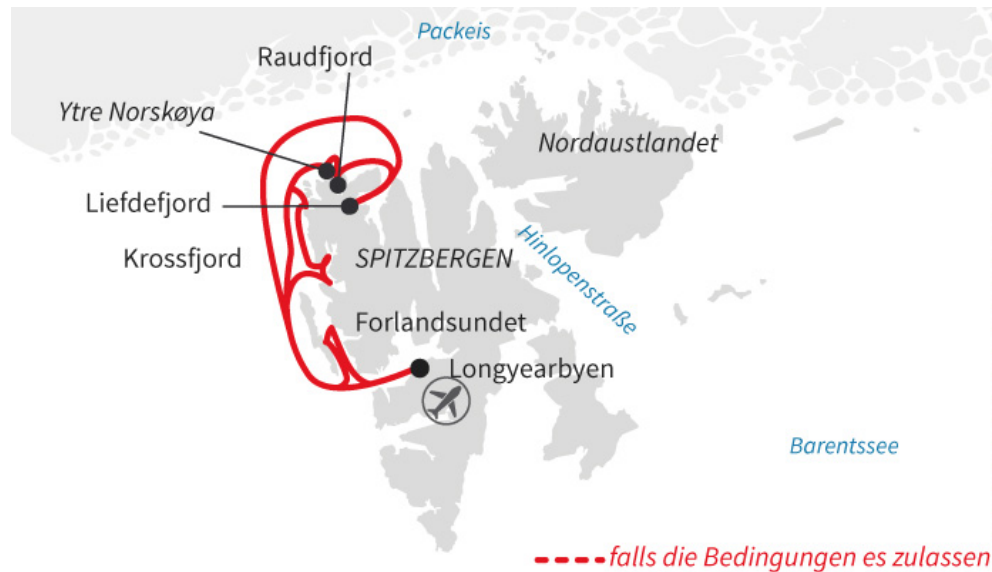 Packeis
Raudfjord
Ytre Norskøya
Nordaustlandet
Liefdefjord
Krossfjord
SPITZBERGEN
Hinlopenstraße
Forlandsundet
Longyearbyen
Barentssee
falls die Bedingungen es zulassen